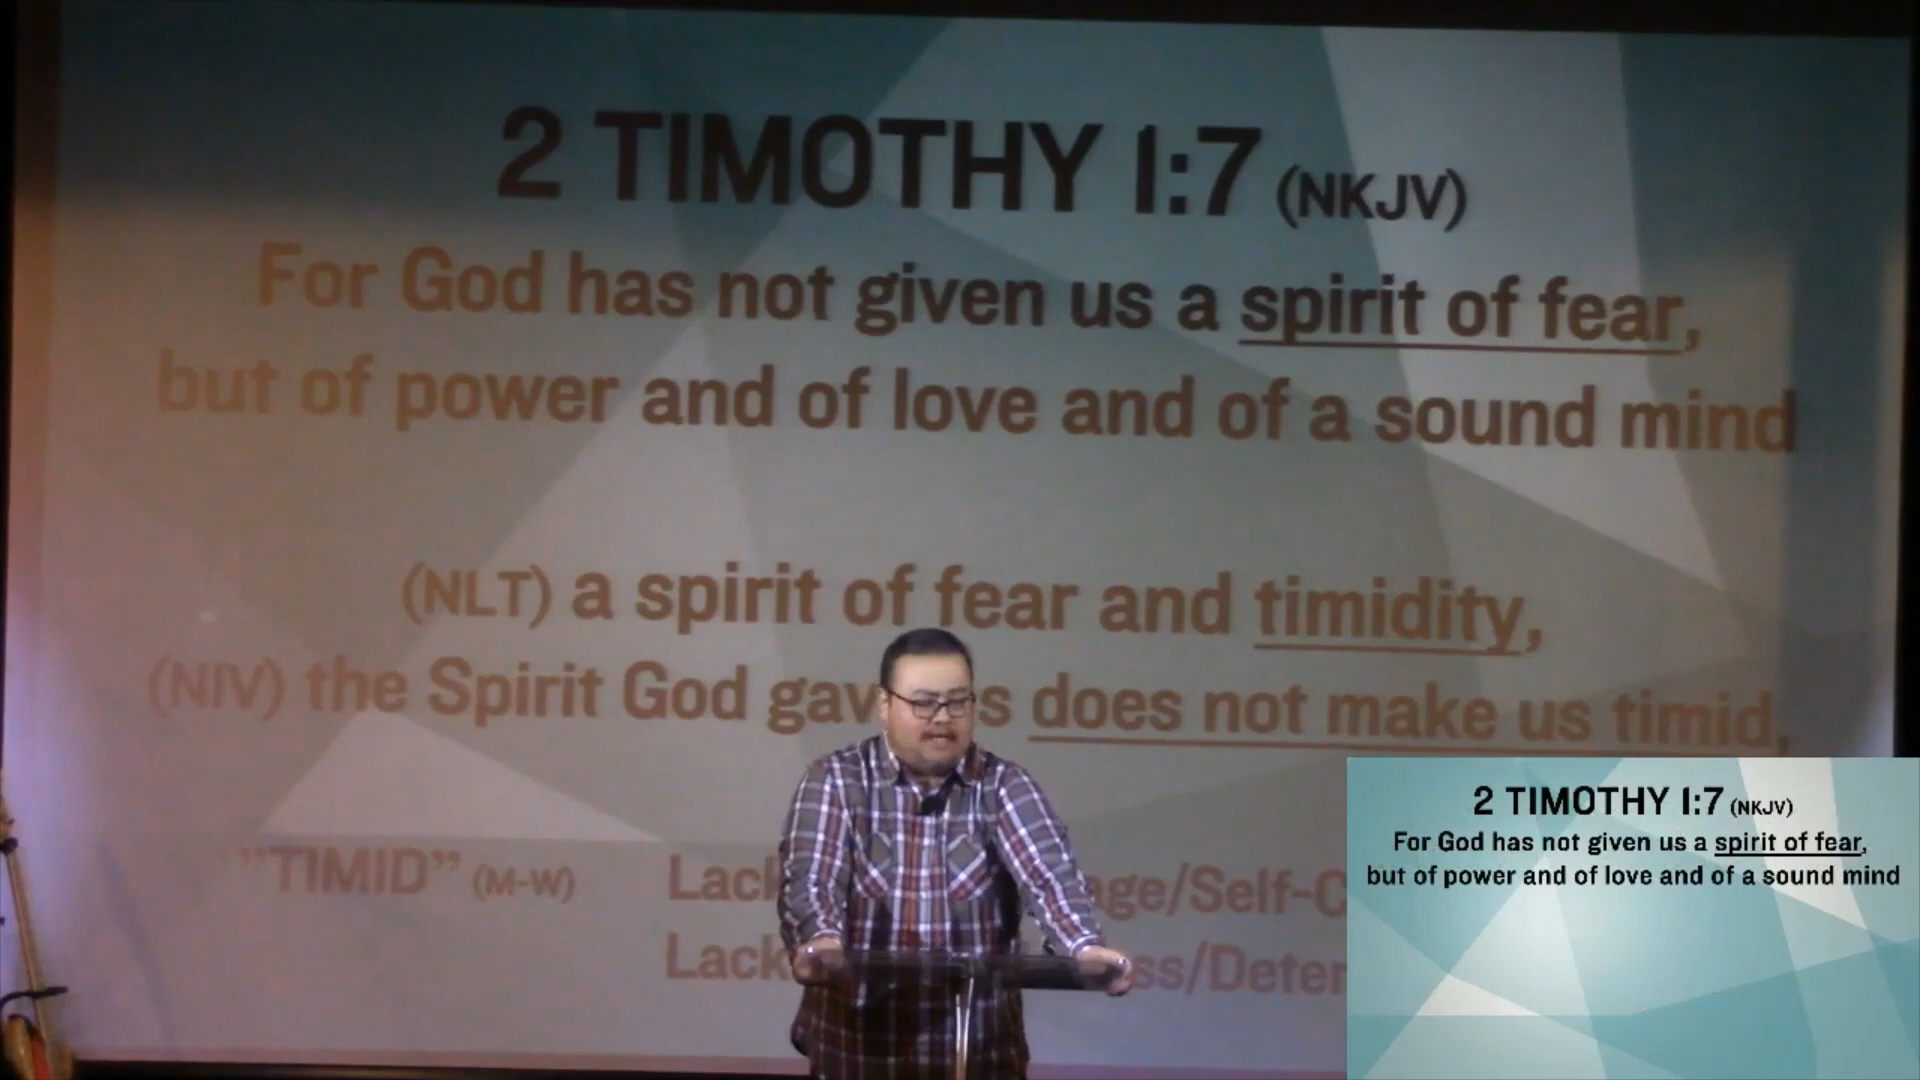 2 TIMOTHY 1:7 (NKJV)
For God has not given us a spirit of fear,
but of power and of love and of a sound mind
(NLT) a spirit of fear and timidity,
(NIV) the Spirit God does not make us timid,
"TIMID" (M-W)
2 TIMOTHY 1:7 (NKJV)
For God has not given us a spirit of fear,
but of power and of love and of a sound mind